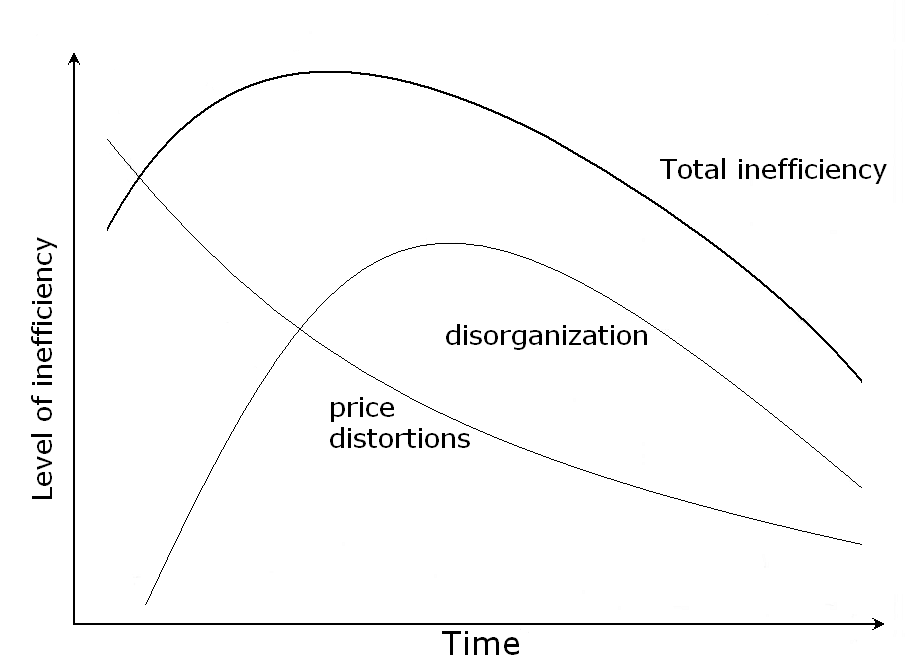 Total inefficiency
disorganization
price
distortions
Level of inefficiency
Time